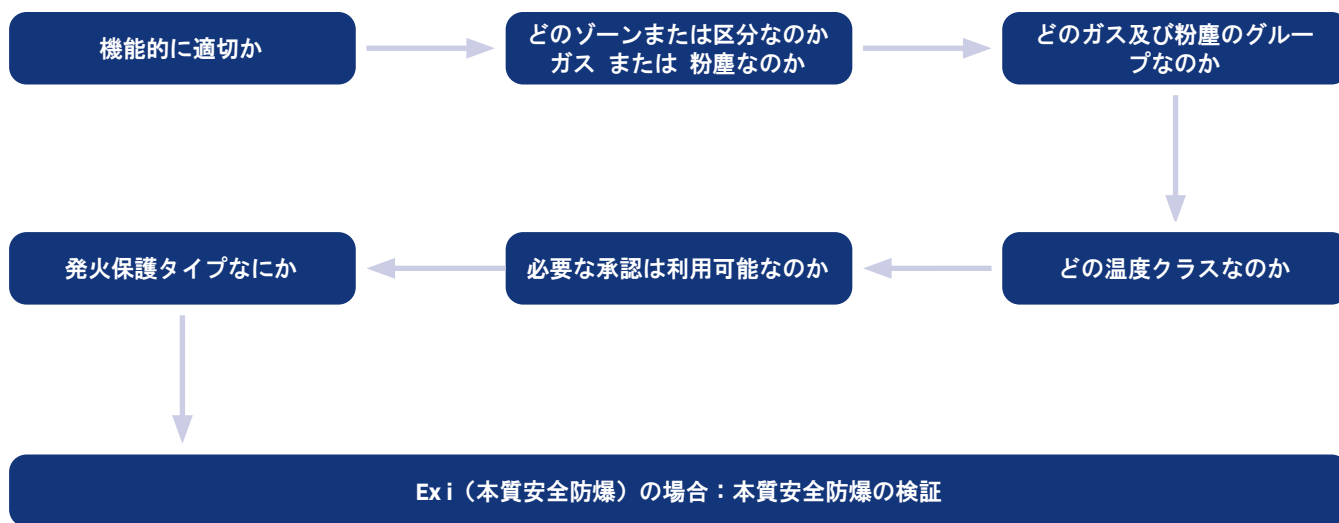 機能的に適切か
どのゾーンまたは区分なのか
ガス または 粉塵なのか
どのガス及び粉塵のグルー
プなのか
どの温度クラスなのか
必要な承認は利用可能なのか
発火保護タイプなにか
Ex i（本質安全防爆）の場合：本質安全防爆の検証